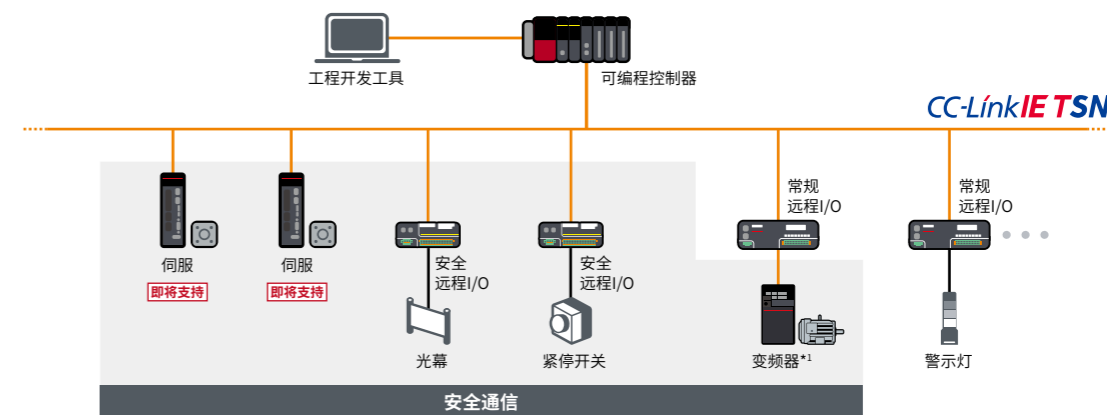 工程开发工具
可编程控制器
CC-LinkIE TSN
常规
远程I/O
常规
远程I/O
伺服
即将支持
伺服
即将支持
安全
远程I/O
安全
远程I/O
光幕
紧停开关
变频器*1
警示灯
安全通信